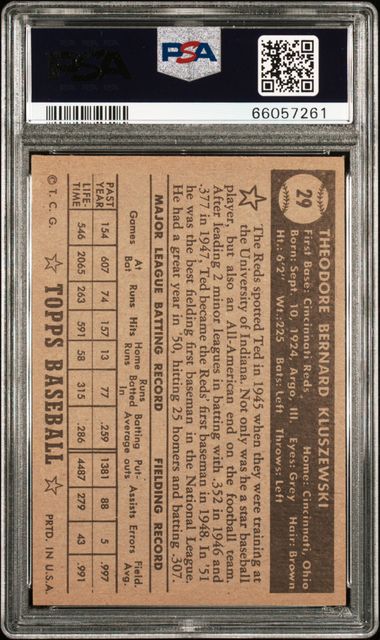 PSA
PSA
66057261
29
THEODORE BERNARD KLUSZEWSKI
First Base: Cincinnati Reds Home: Cincinnati, Ohio
Born: Sept. 10, 1924, Argo, Ill Eyes: Grey Hair: Brown
Ht.: 6'2" Wt.: 225 Bats: Left Throws: Left
The Reds spotted Ted in 1945 when they were training at
the University of Indiana. Not only was he a star baseball
player, but also an All-American end on the football team.
After leading 2 minor leagues in batting with .352 in 1946 and
.377 in 1947, Ted became the Reds' first baseman in 1948. In '51
he was the best fielding first baseman in the National League.
He had a great year in '50, hitting 25 homers and batting .307.
MAJOR LEAGUE BATTING RECORD FIELDING RECORD
Games At Bat Runs Hits Home Runs Runs Batted In Batting Average Put-outs Assists Errors Field. Avg.
PAST YEAR 154 607 74 157 13 77 .259 1381 88 5 .997
LIFE-TIME 546 2065 263 591 58 315 .286 4487 279 43 .991
© T.C.G. TOPPS BASEBALL PRTD. IN U.S.A.